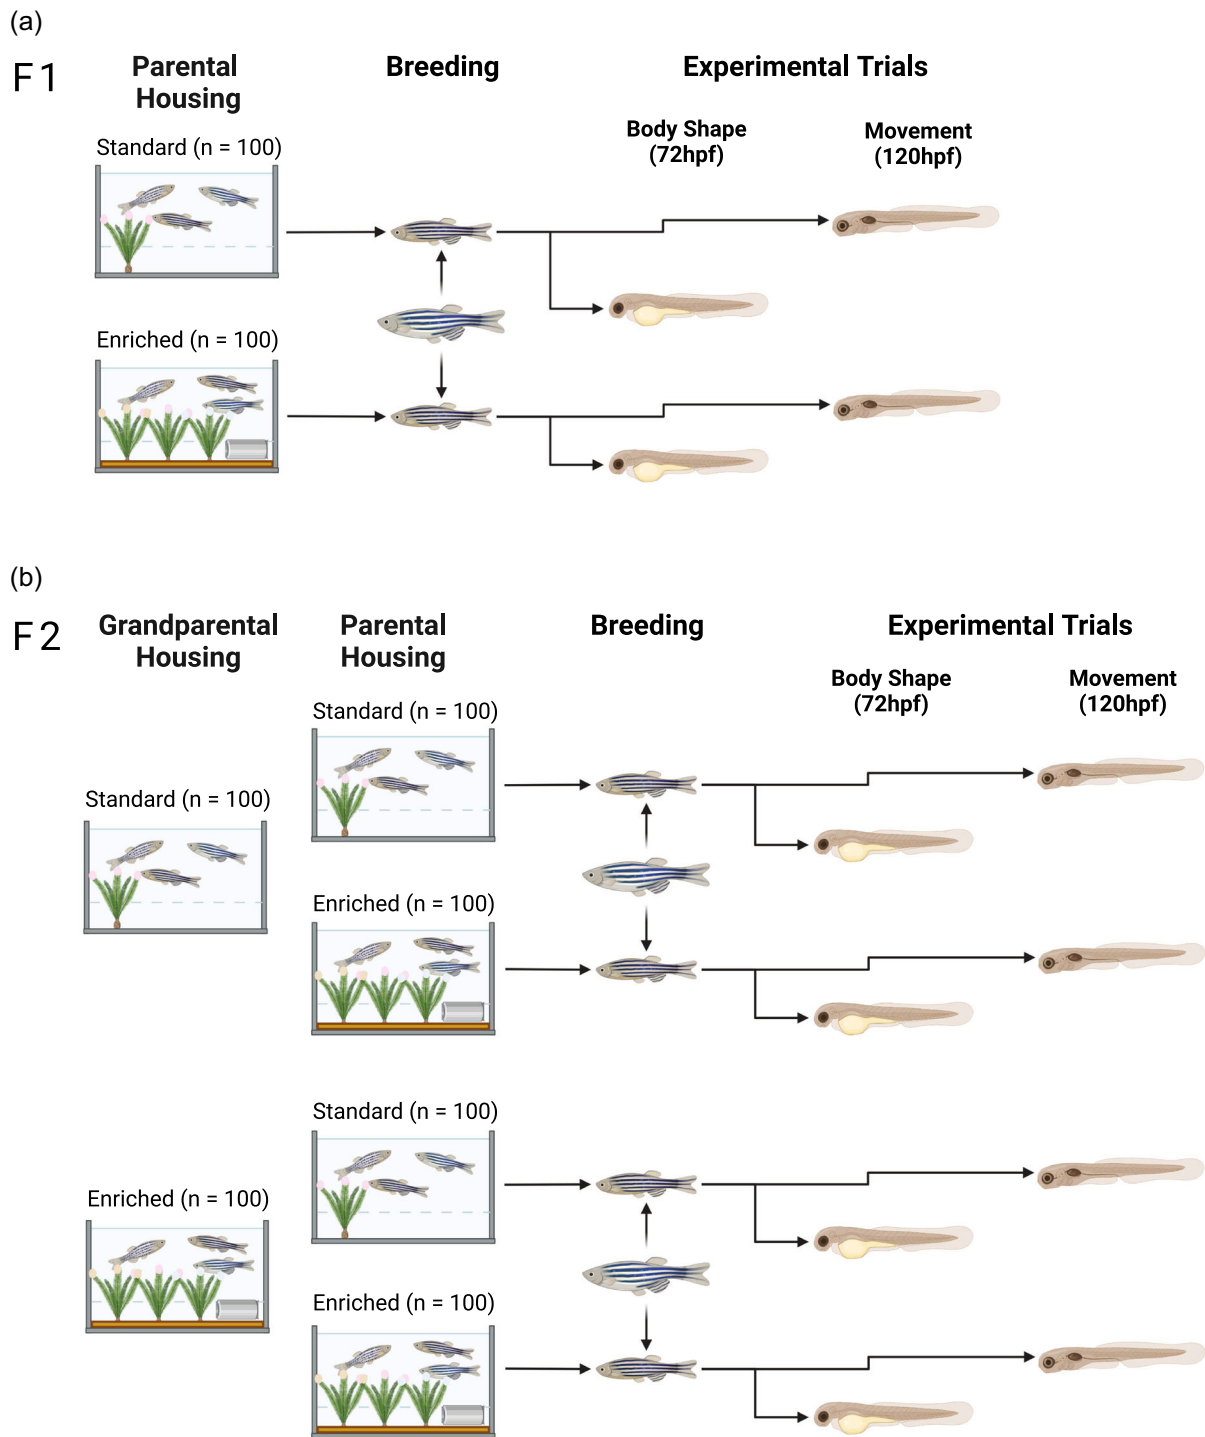 (a)
F1
Parental
Housing
Breeding
Experimental Trials
Body Shape
(72hpf)
Movement
(120hpf)
Standard (n = 100)
Enriched (n = 100)
(b)
F2
Grandparental
Housing
Parental
Housing
Breeding
Experimental Trials
Body Shape
(72hpf)
Movement
(120hpf)
Standard (n = 100)
Standard (n = 100)
Enriched (n = 100)
Standard (n = 100)
Enriched (n = 100)
Enriched (n = 100)